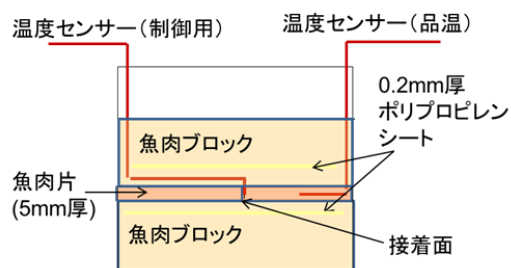 温度センサー（制御用）
温度センサー（品温）
0.2mm厚
ポリプロピレン
シート
魚肉ブロック
魚肉片
(5mm厚)
魚肉ブロック
接着面